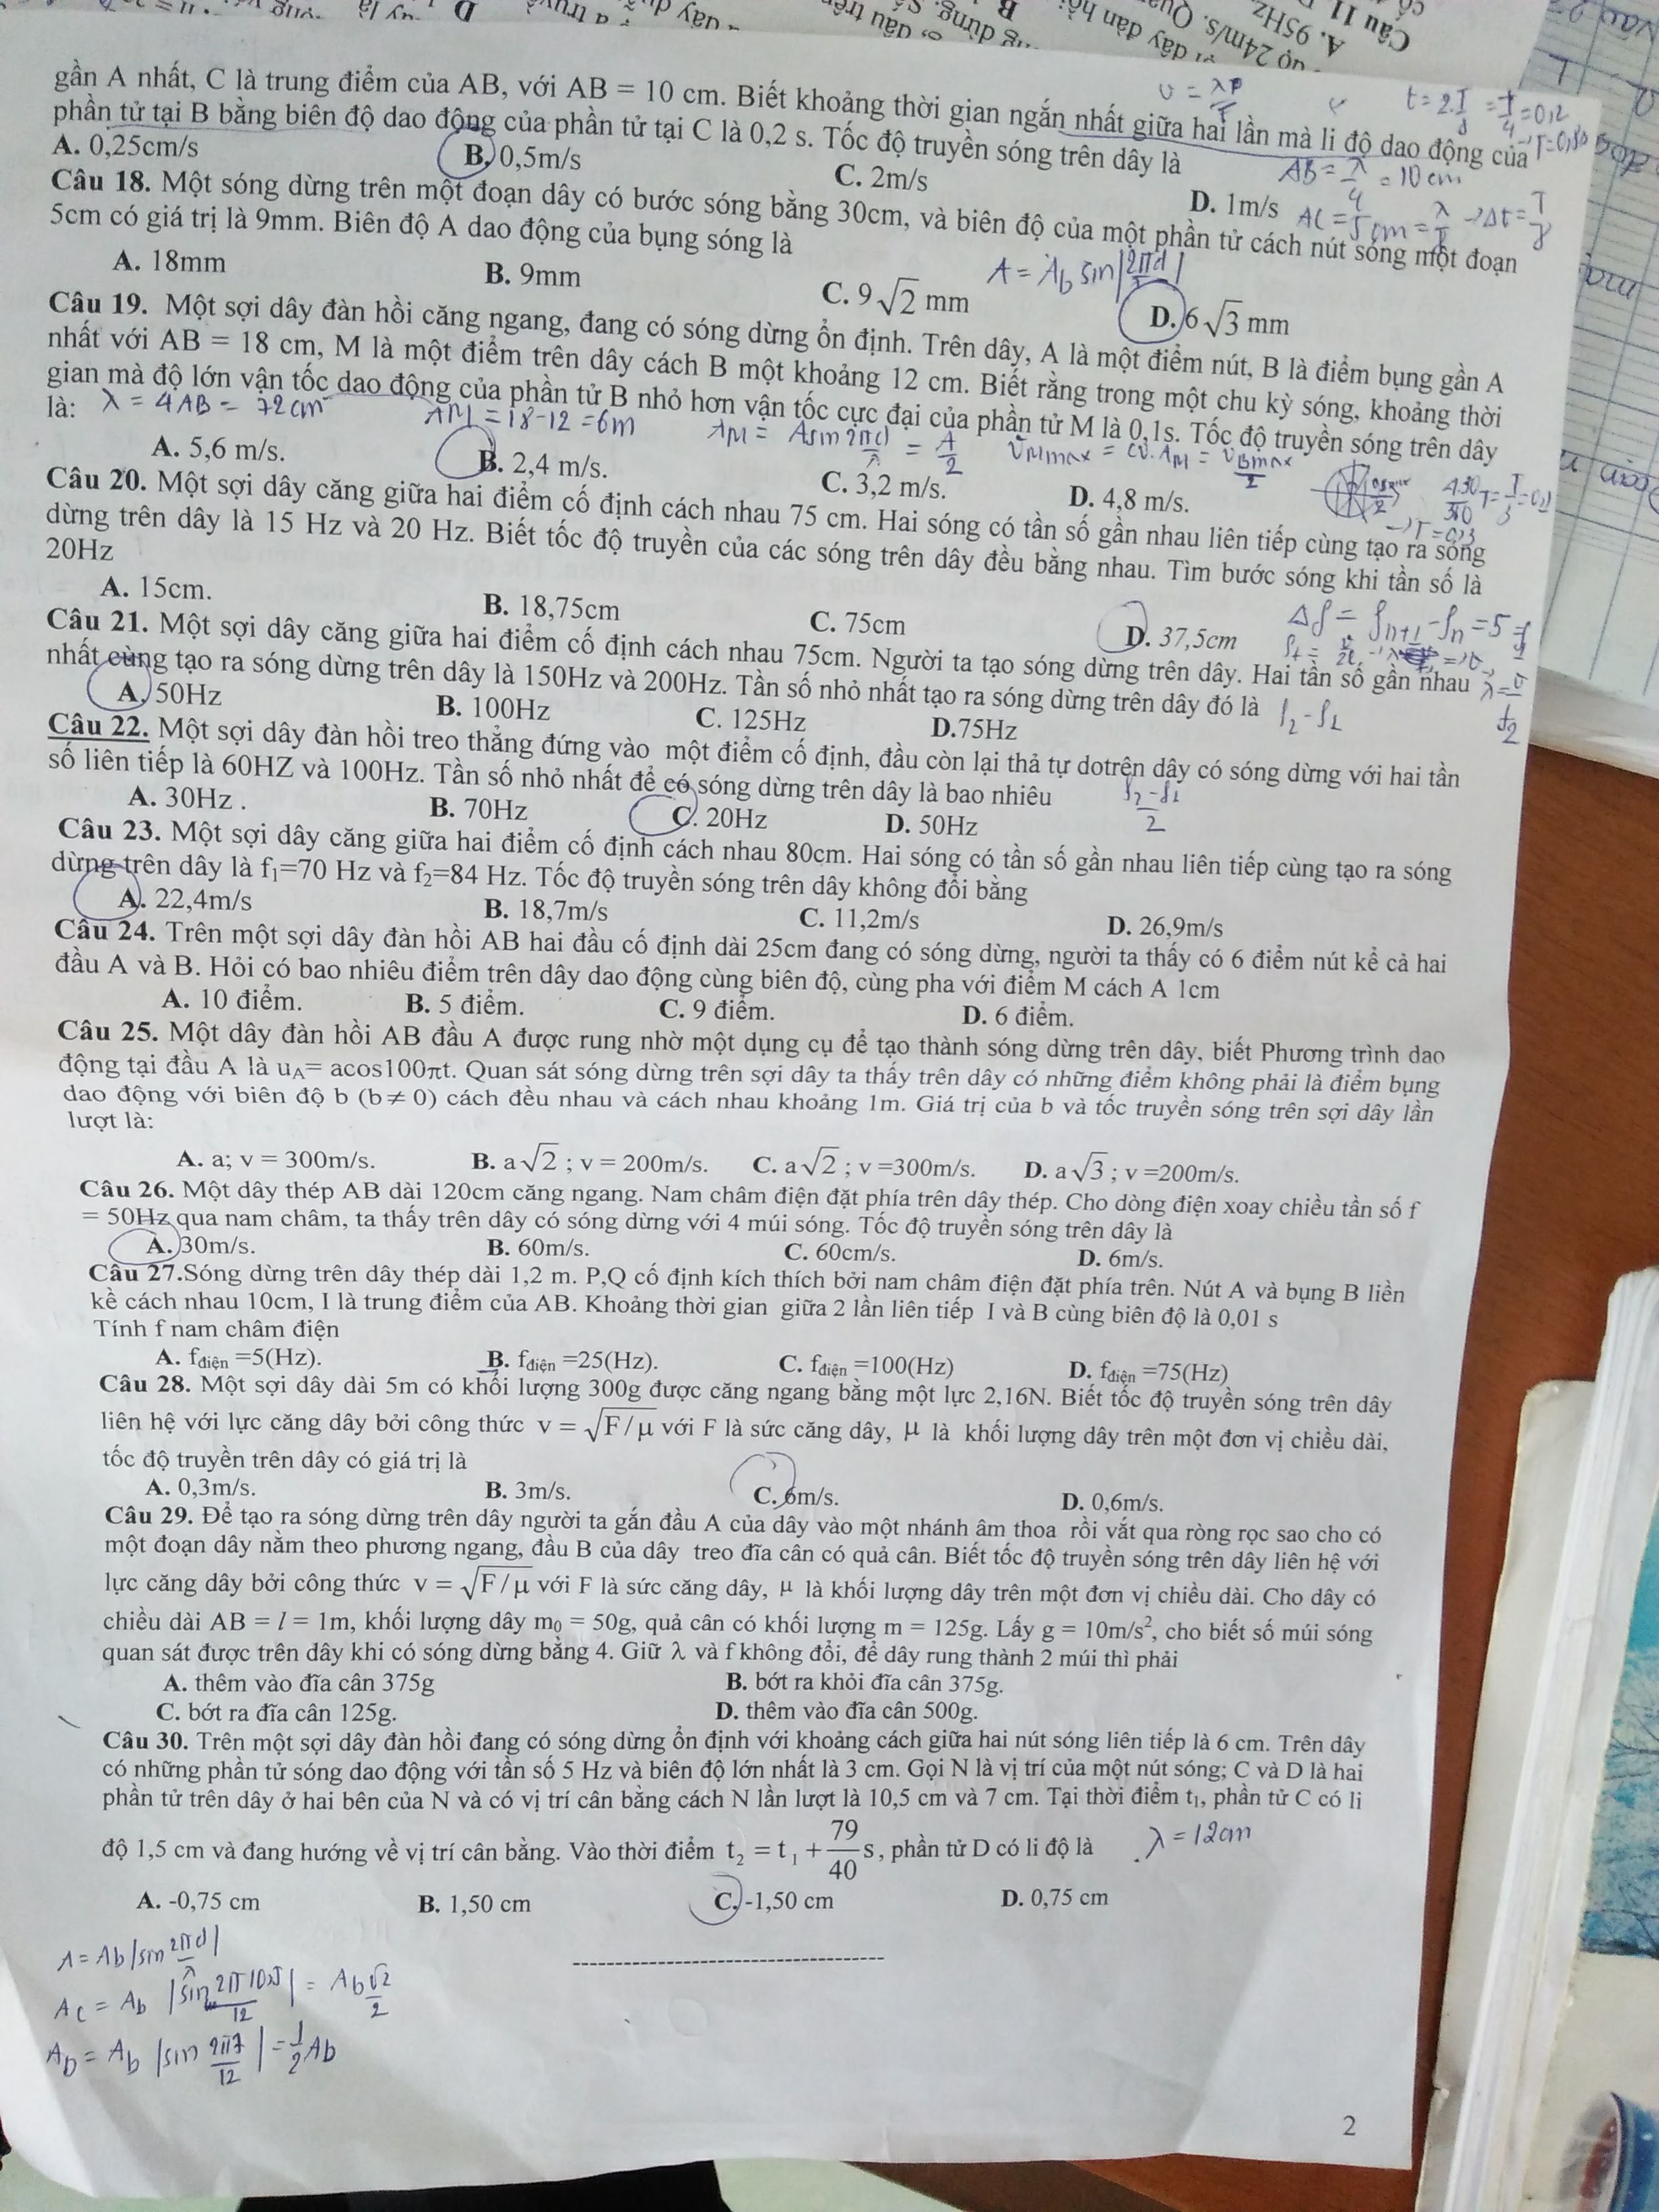 Câu 11
A. 95Hz
gần A nhất, C là trung điểm của AB, với AB = 10 cm. Biết khoảng thời gian ngắn nhất giữa hai lần mà li độ dao động của
phần tử tại B bằng biên độ dao động của phần tử tại C là 0,2 s. Tốc độ truyền sóng trên dây là
A. 0,25cm/s B. 0,5m/s C. 2m/s D. 1m/s
AB = λ/4 = 10 cm
Câu 18. Một sóng dừng trên một đoạn dây có bước sóng bằng 30cm, và biên độ của một phần tử cách nút sóng một đoạn
5cm có giá trị là 9mm. Biên độ A dao động của bụng sóng là
A. 18mm B. 9mm C. 9√2 mm D. 6√3 mm
Câu 19. Một sợi dây đàn hồi căng ngang, đang có sóng dừng ổn định. Trên dây, A là một điểm nút, B là điểm bụng gần A
nhất với AB = 18 cm, M là một điểm trên dây cách B một khoảng 12 cm. Biết rằng trong một chu kỳ sóng, khoảng thời
gian mà độ lớn vận tốc dao động của phần tử B nhỏ hơn vận tốc cực đại của phần tử M là 0,1s. Tốc độ truyền sóng trên dây
là: λ = 4AB = 72cm
AM = 18-12 = 6m
A. 5,6 m/s. B. 2,4 m/s. C. 3,2 m/s. D. 4,8 m/s.
Câu 20. Một sợi dây căng giữa hai điểm cố định cách nhau 75 cm. Hai sóng có tần số gần nhau liên tiếp cùng tạo ra sóng
dừng trên dây là 15 Hz và 20 Hz. Biết tốc độ truyền của các sóng trên dây đều bằng nhau. Tìm bước sóng khi tần số là
20Hz
A. 15cm. B. 18,75cm C. 75cm D. 37,5cm
Câu 21. Một sợi dây căng giữa hai điểm cố định cách nhau 75cm. Người ta tạo sóng dừng trên dây. Hai tần số gần nhau
nhất cùng tạo ra sóng dừng trên dây là 150Hz và 200Hz. Tần số nhỏ nhất tạo ra sóng dừng trên dây đó là
A. 50Hz B. 100Hz C. 125Hz D.75Hz
Câu 22. Một sợi dây đàn hồi treo thẳng đứng vào một điểm cố định, đầu còn lại thả tự dotrên dây có sóng dừng với hai tần
số liên tiếp là 60HZ và 100Hz. Tần số nhỏ nhất để có sóng dừng trên dây là bao nhiêu
A. 30Hz . B. 70Hz C. 20Hz D. 50Hz
Câu 23. Một sợi dây căng giữa hai điểm cố định cách nhau 80cm. Hai sóng có tần số gần nhau liên tiếp cùng tạo ra sóng
dừng trên dây là f₁=70 Hz và f₂=84 Hz. Tốc độ truyền sóng trên dây không đổi bằng
A. 22,4m/s B. 18,7m/s C. 11,2m/s D. 26,9m/s
Câu 24. Trên một sợi dây đàn hồi AB hai đầu cố định dài 25cm đang có sóng dừng, người ta thấy có 6 điểm nút kể cả hai
đầu A và B. Hỏi có bao nhiêu điểm trên dây dao động cùng biên độ, cùng pha với điểm M cách A 1cm
A. 10 điểm. B. 5 điểm. C. 9 điểm. D. 6 điểm.
Câu 25. Một dây đàn hồi AB đầu A được rung nhờ một dụng cụ để tạo thành sóng dừng trên dây, biết Phương trình dao
động tại đầu A là u_A= acos100πt. Quan sát sóng dừng trên sợi dây ta thấy trên dây có những điểm không phải là điểm bụng
dao động với biên độ b (b≠0) cách đều nhau và cách nhau khoảng 1m. Giá trị của b và tốc truyền sóng trên sợi dây lần
lượt là:
A. a; v = 300m/s. B. a√2 ; v = 200m/s. C. a√2 ; v =300m/s. D. a√3 ; v =200m/s.
Câu 26. Một dây thép AB dài 120cm căng ngang. Nam châm điện đặt phía trên dây thép. Cho dòng điện xoay chiều tần số f
= 50Hz qua nam châm, ta thấy trên dây có sóng dừng với 4 múi sóng. Tốc độ truyền sóng trên dây là
A. 30m/s. B. 60m/s. C. 60cm/s. D. 6m/s.
Câu 27.Sóng dừng trên dây thép dài 1,2 m. P,Q cố định kích thích bởi nam châm điện đặt phía trên. Nút A và bụng B liền
kề cách nhau 10cm, I là trung điểm của AB. Khoảng thời gian giữa 2 lần liên tiếp I và B cùng biên độ là 0,01 s
Tính f nam châm điện
A. f_điện =5(Hz). B. f_điện =25(Hz). C. f_điện =100(Hz) D. f_điện =75(Hz)
Câu 28. Một sợi dây dài 5m có khối lượng 300g được căng ngang bằng một lực 2,16N. Biết tốc độ truyền sóng trên dây
liên hệ với lực căng dây bởi công thức v = √F/μ với F là sức căng dây, μ là khối lượng dây trên một đơn vị chiều dài,
tốc độ truyền trên dây có giá trị là
A. 0,3m/s. B. 3m/s. C. 6m/s. D. 0,6m/s.
Câu 29. Để tạo ra sóng dừng trên dây người ta gắn đầu A của dây vào một nhánh âm thoa rồi vắt qua ròng rọc sao cho có
một đoạn dây nằm theo phương ngang, đầu B của dây treo đĩa cân có quả cân. Biết tốc độ truyền sóng trên dây liên hệ với
lực căng dây bởi công thức v = √F/μ với F là sức căng dây, μ là khối lượng dây trên một đơn vị chiều dài. Cho dây có
chiều dài AB = l = 1m, khối lượng dây m₀ = 50g, quả cân có khối lượng m = 125g. Lấy g = 10m/s², cho biết số múi sóng
quan sát được trên dây khi có sóng dừng bằng 4. Giữ λ và f không đổi, để dây rung thành 2 múi thì phải
A. thêm vào đĩa cân 375g B. bớt ra khỏi đĩa cân 375g.
C. bớt ra đĩa cân 125g. D. thêm vào đĩa cân 500g.
Câu 30. Trên một sợi dây đàn hồi đang có sóng dừng ổn định với khoảng cách giữa hai nút sóng liên tiếp là 6 cm. Trên dây
có những phần tử sóng dao động với tần số 5 Hz và biên độ lớn nhất là 3 cm. Gọi N là vị trí của một nút sóng; C và D là hai
phần tử trên dây ở hai bên của N và có vị trí cân bằng cách N lần lượt là 10,5 cm và 7 cm. Tại thời điểm t₁, phần tử C có li
độ 1,5 cm và đang hướng về vị trí cân bằng. Vào thời điểm t₂ = t₁ + 79/40 s, phần tử D có li độ là λ = 12cm
A. -0,75 cm B. 1,50 cm C. -1,50 cm D. 0,75 cm
A = Ab |sin 2πd/λ|
Ac = Ab |sin 2π10,5/12| = Ab √2/2
A_D = Ab |sin 2π7/12| = 1/2 Ab
2